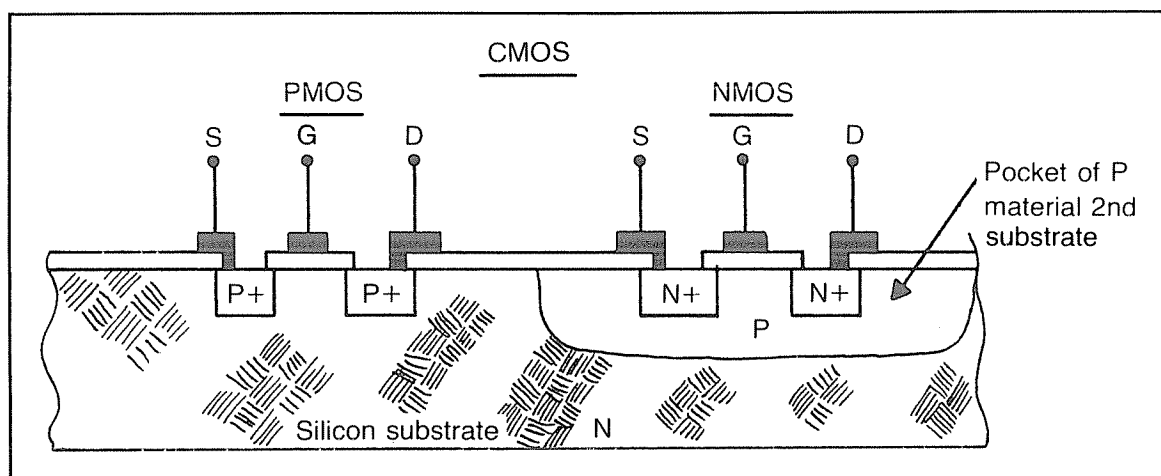 CMOS
PMOS
NMOS
S G D
S G D
Pocket of P
material 2nd
substrate
P+ P+ N+ N+
P
Silicon substrate N